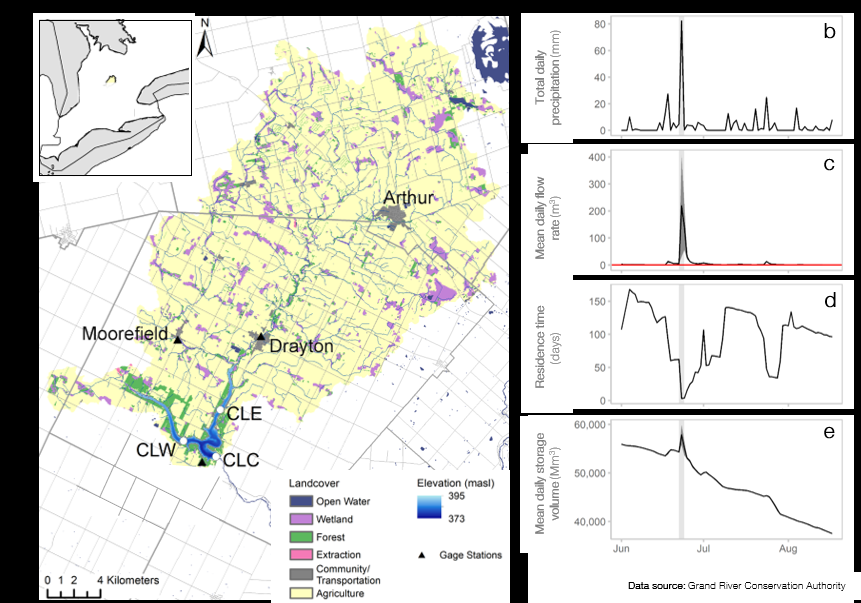 N
Arthur
Moorefield
Drayton
CLE
CLW
CLC
Landcover
Open Water
Wetland
Forest
Extraction
Community/
Transportation
Agriculture
Elevation (masl)
395
373
Gage Stations
0 1 2 4 Kilometers
b
Total daily
precipitation (mm)
80
60
40
20
0
c
Mean daily flow
rate (m³)
400
300
200
100
0
d
Residence time
(days)
150
100
50
0
e
Mean daily storage
volume (Mm³)
60,000
50,000
40,000
Jun Jul Aug
Data source: Grand River Conservation Authority